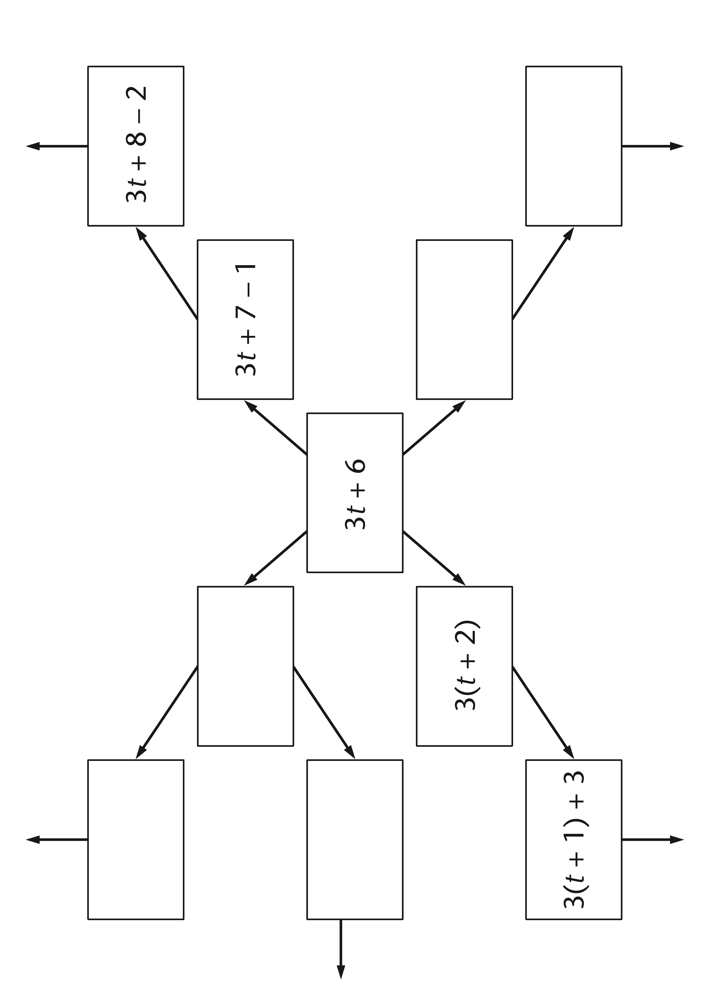 3t + 8 – 2
3t + 7 – 1
3t + 6
3(t + 2)
3(t + 1) + 3